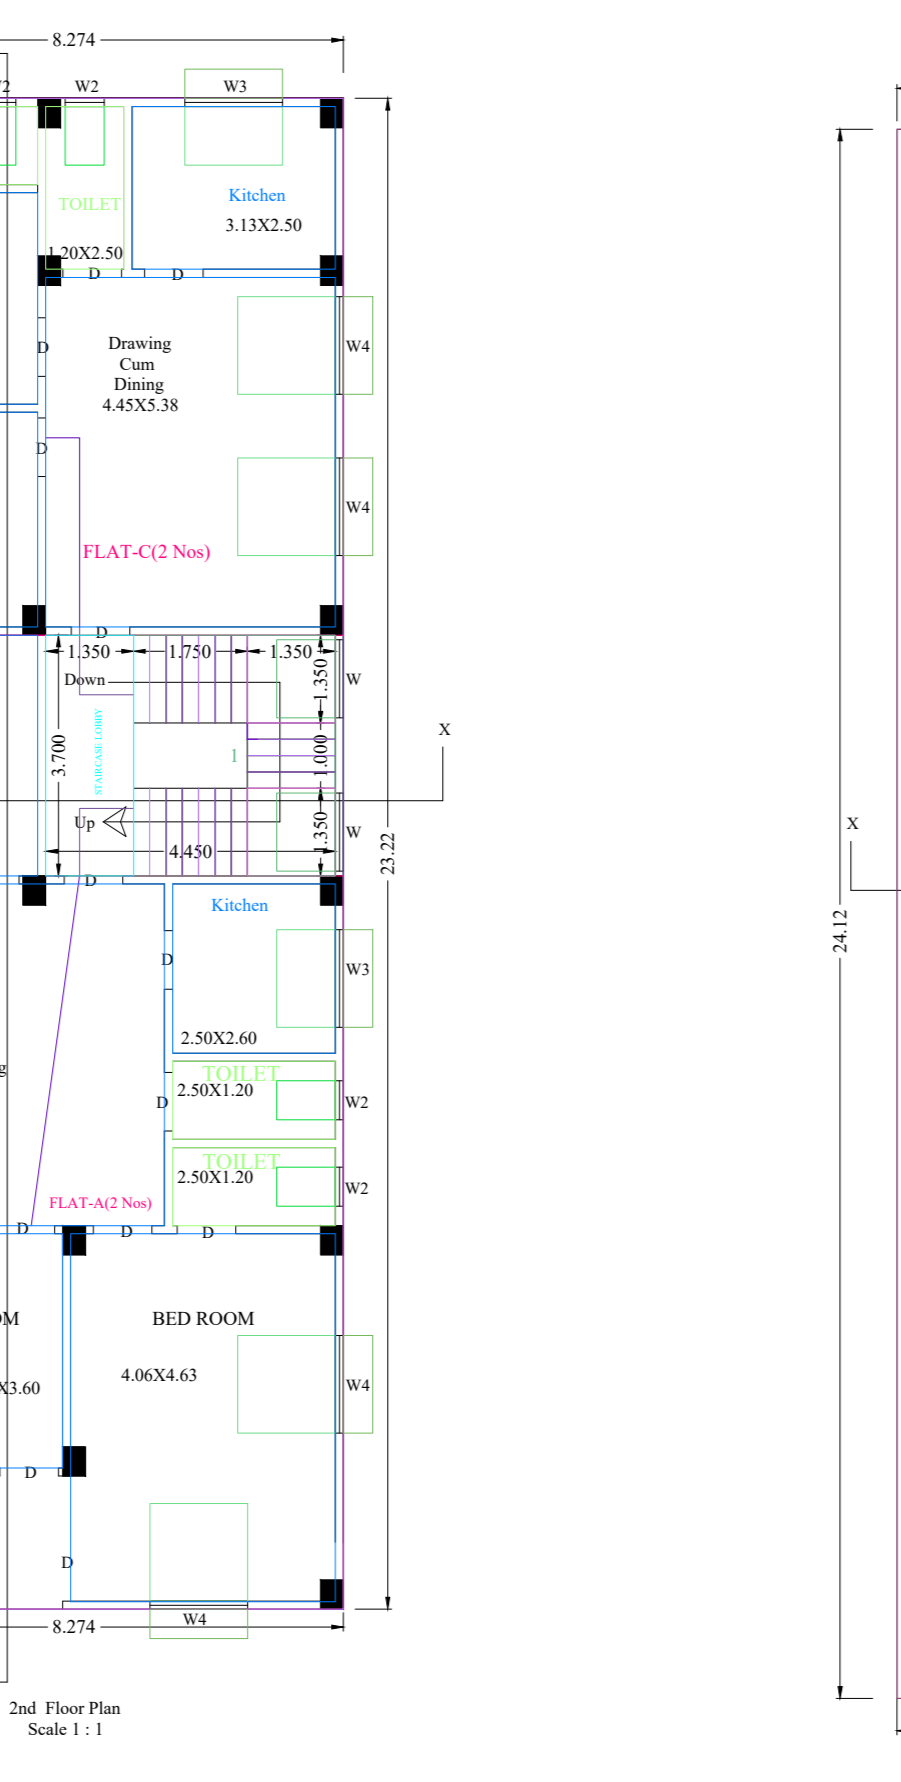 8.274
W2
W3
TOILET
Kitchen
3.13X2.50
1.20X2.50
D
D
Drawing
Cum
Dining
4.45X5.38
D
W4
D
W4
FLAT-C(2 Nos)
D
1.350
1.750
1.350
Down
1.350
W
STAIRCASE LOBBY
3.700
1
1.000
X
Up
1.350
W
4.450
23.22
X
24.12
D
Kitchen
D
W3
2.50X2.60
TOILET
2.50X1.20
D
W2
TOILET
2.50X1.20
W2
FLAT-A(2 Nos)
D
D
D
BED ROOM
4.06X4.63
W4
X3.60
D
D
W4
8.274
2nd Floor Plan
Scale 1 : 1